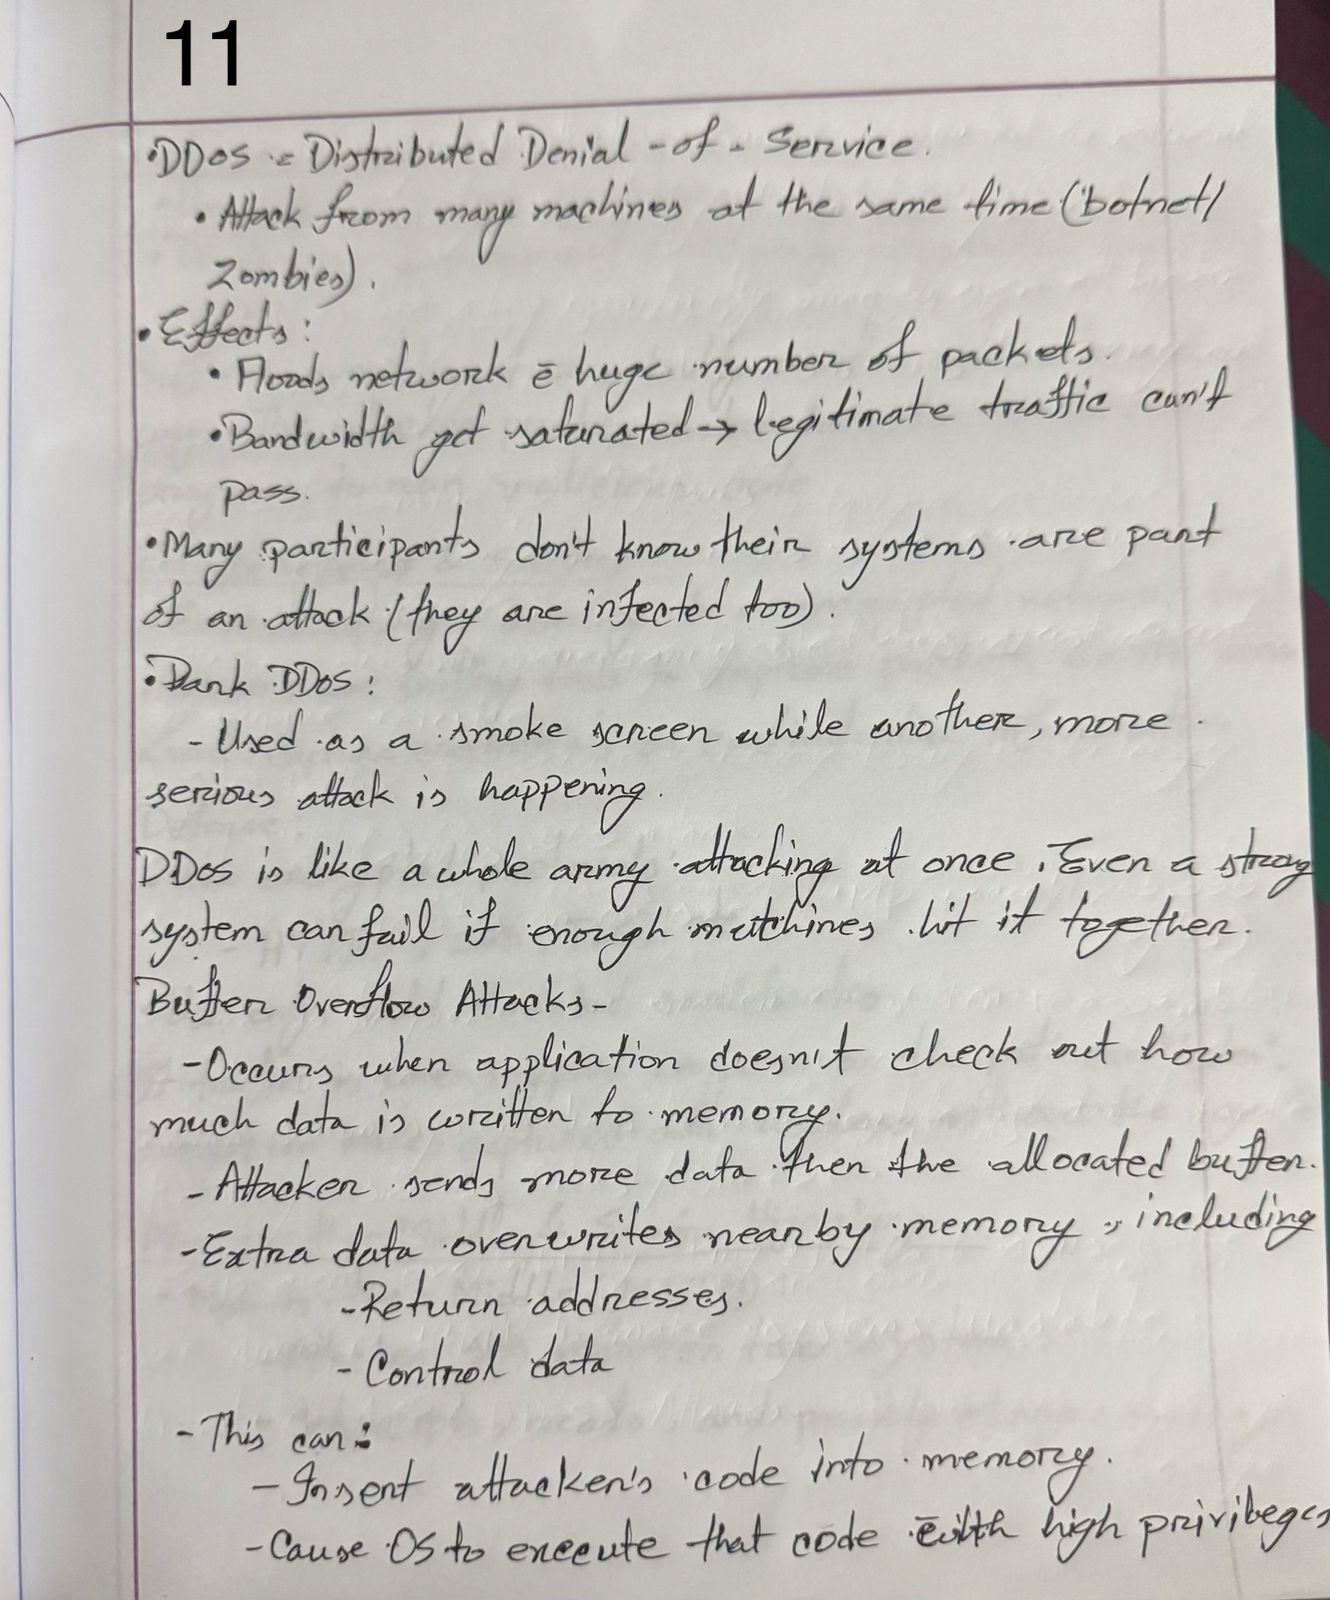 11
•DDoS = Distributed Denial-of-Service.
• Attack from many machines at the same time (botnet/
Zombies).
• Effects:
• Floods network c̄ huge number of packets.
• Bandwidth get saturated → legitimate traffic can't
pass.
• Many participants don't know their systems are part
of an attack (they are infected too).
• Dark DDoS:
- Used as a smoke screen while another, more
serious attack is happening.
DDoS is like a whole army attacking at once. Even a strong
system can fail if enough matchines hit it together.
Buffer Overflow Attacks-
- Occurs when application doesn't check out how
much data is written to memory.
- Attacker sends more data then the allocated buffer.
- Extra data overwrites nearby memory, including
- Return addresses.
- Control data
- This can:
- Insert attacker's code into memory.
- Cause OS to execute that code with high privileges